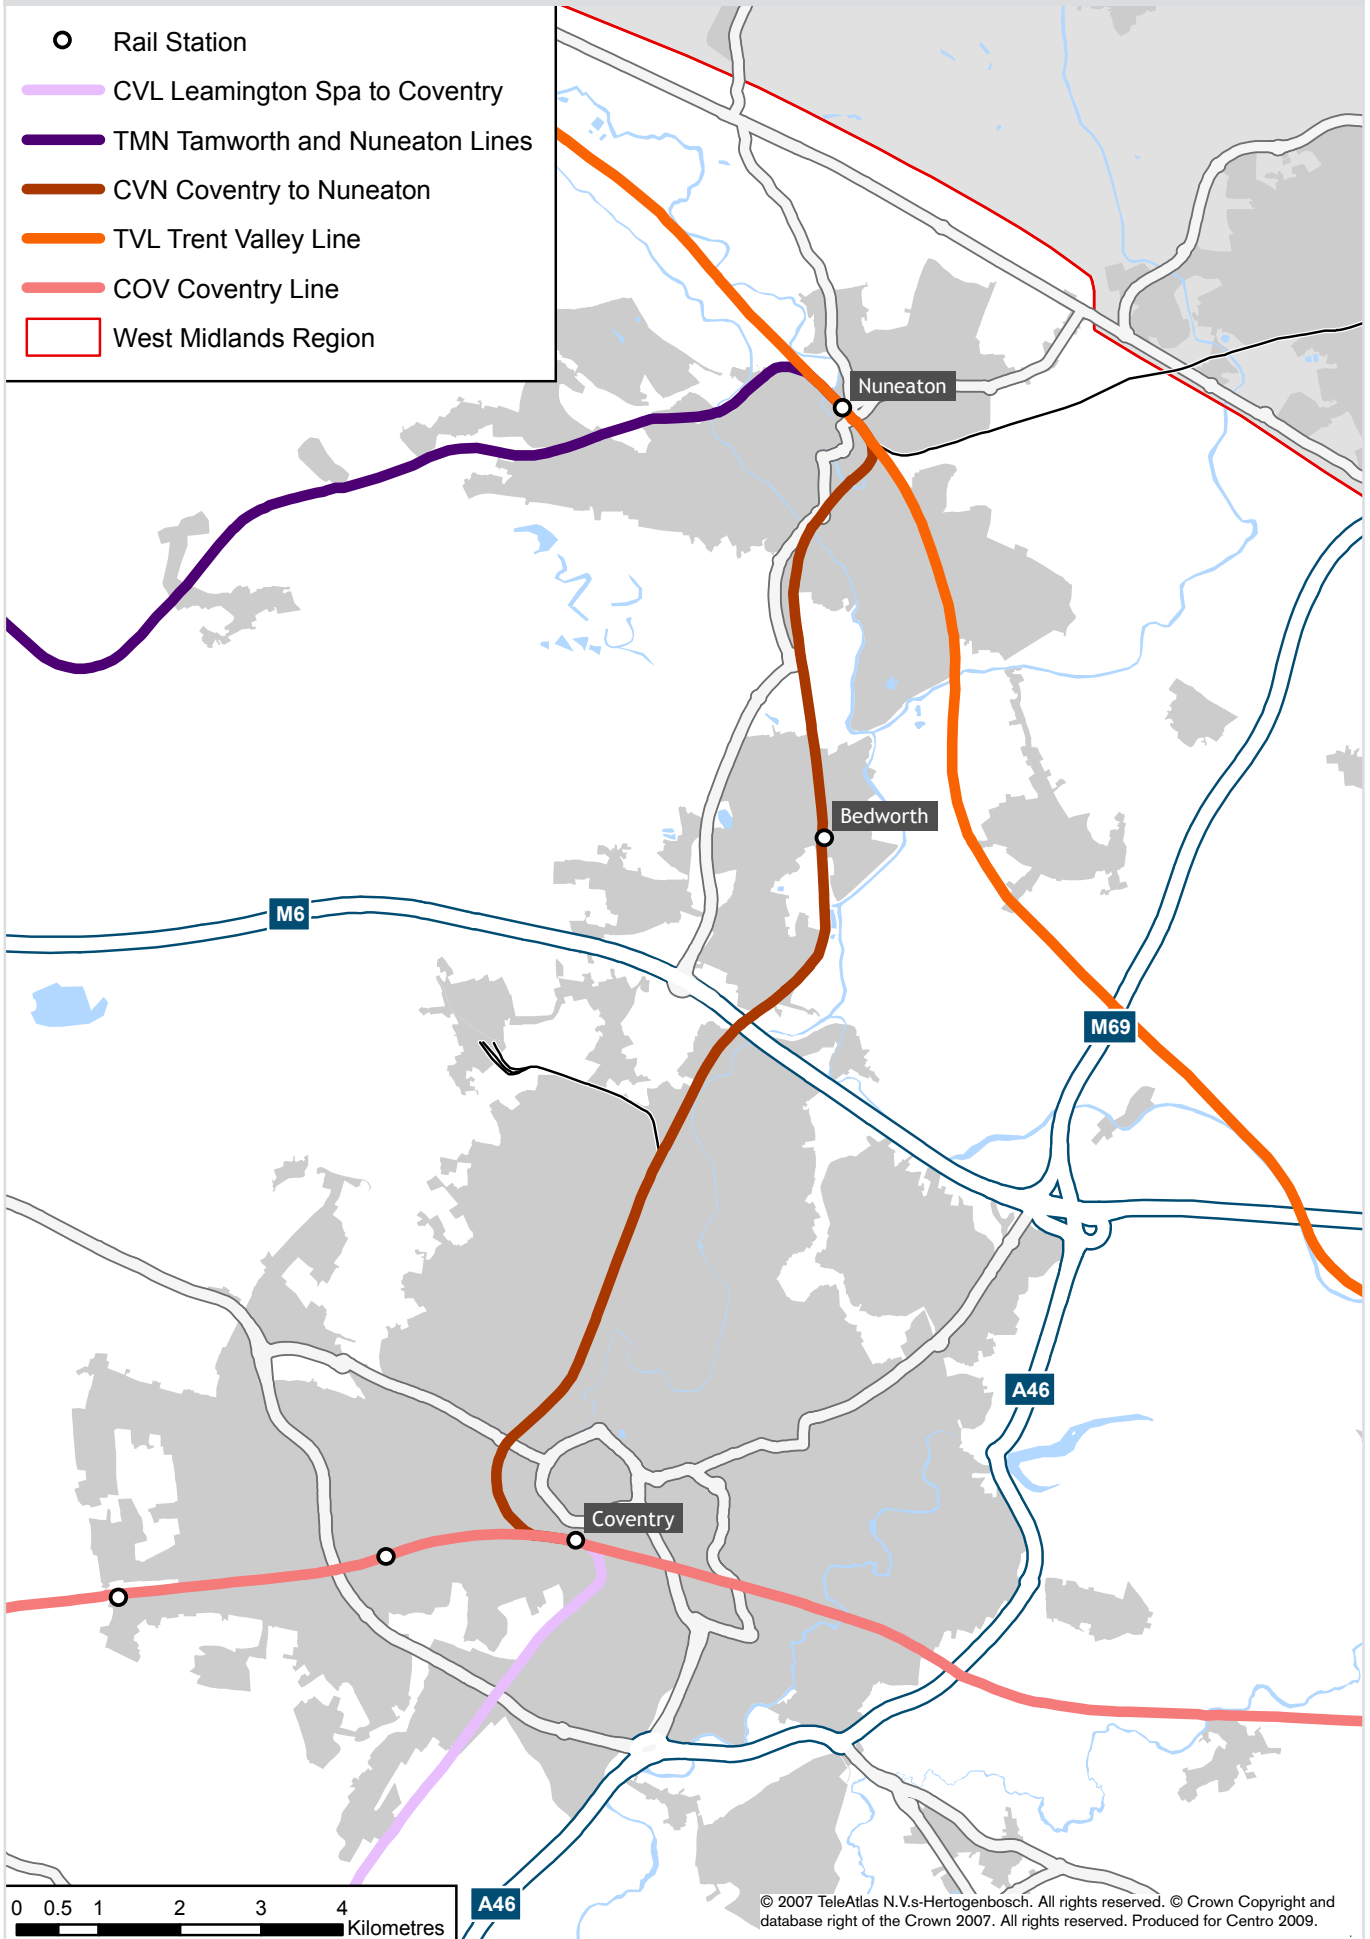 Rail Station
CVL Leamington Spa to Coventry
TMN Tamworth and Nuneaton Lines
CVN Coventry to Nuneaton
TVL Trent Valley Line
COV Coventry Line
West Midlands Region
Nuneaton
Bedworth
M6
M69
A46
Coventry
A46
0 0.5 1 2 3 4
Kilometres
© 2007 TeleAtlas N.V.s-Hertogenbosch. All rights reserved. © Crown Copyright and
database right of the Crown 2007. All rights reserved. Produced for Centro 2009.